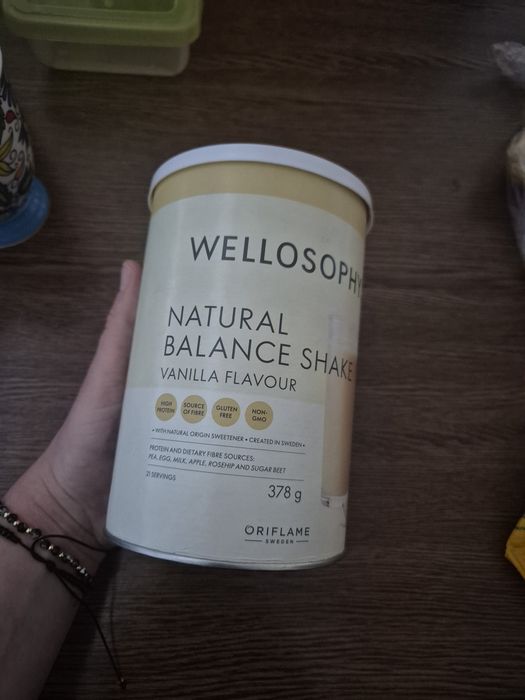 WELLOSOPHY
NATURAL
BALANCE SHAKE
VANILLA FLAVOUR
HIGH
PROTEIN
SOURCE
OF FIBRE
GLUTEN
FREE
NON-
GMO
• WITH NATURAL ORIGIN SWEETENER • CREATED IN SWEDEN •
PROTEIN AND DIETARY FIBRE SOURCES:
PEA, EGG, MILK, APPLE, ROSEHIP AND SUGAR BEET
21 SERVINGS
378 g
ORIFLAME
SWEDEN